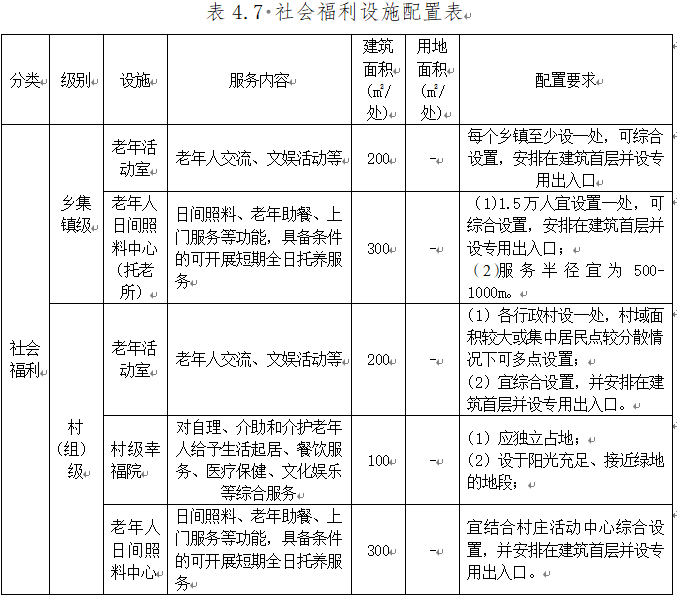 表 4.7 社会福利设施配置表
分类
级别
设施
服务内容
建筑
面积
(㎡/
处)
用地
面积
(㎡/
处)
配置要求
社会
福利
乡集
镇级
老年活
动室
老年人交流、文娱活动等
200
-
每个乡镇至少设一处，可综合
设置，安排在建筑首层并设专
用出入口
老年人
日间照
料中心
（托老
所）
日间照料、老年助餐、上
门服务等功能，具备条件
的可开展短期全日托养服
务
300
-
（1)1.5 万人宜设置一处，可
综合设置，安排在建筑首层并
设专用出入口；
（2)服务半径宜为 500-
1000m。
村
（组）
级
老年活
动室
老年人交流、文娱活动等
200
-
（1）各行政村设一处，村域面
积较大或集中居民点较分散情
况下可多点设置；
（2）宜综合设置，并安排在建
筑首层并设专用出入口。
村级幸
福院
对自理、介助和介护老年
人给予生活起居、餐饮服
务、医疗保健、文化娱乐
等综合服务
100
-
（1）应独立占地；
（2）设于阳光充足、接近绿地
的地段；
老年人
日间照
料中心
日间照料、老年助餐、上
门服务等功能，具备条件
的可开展短期全日托养服
务
300
-
宜结合村庄活动中心综合设
置，并安排在建筑首层并设专
用出入口。